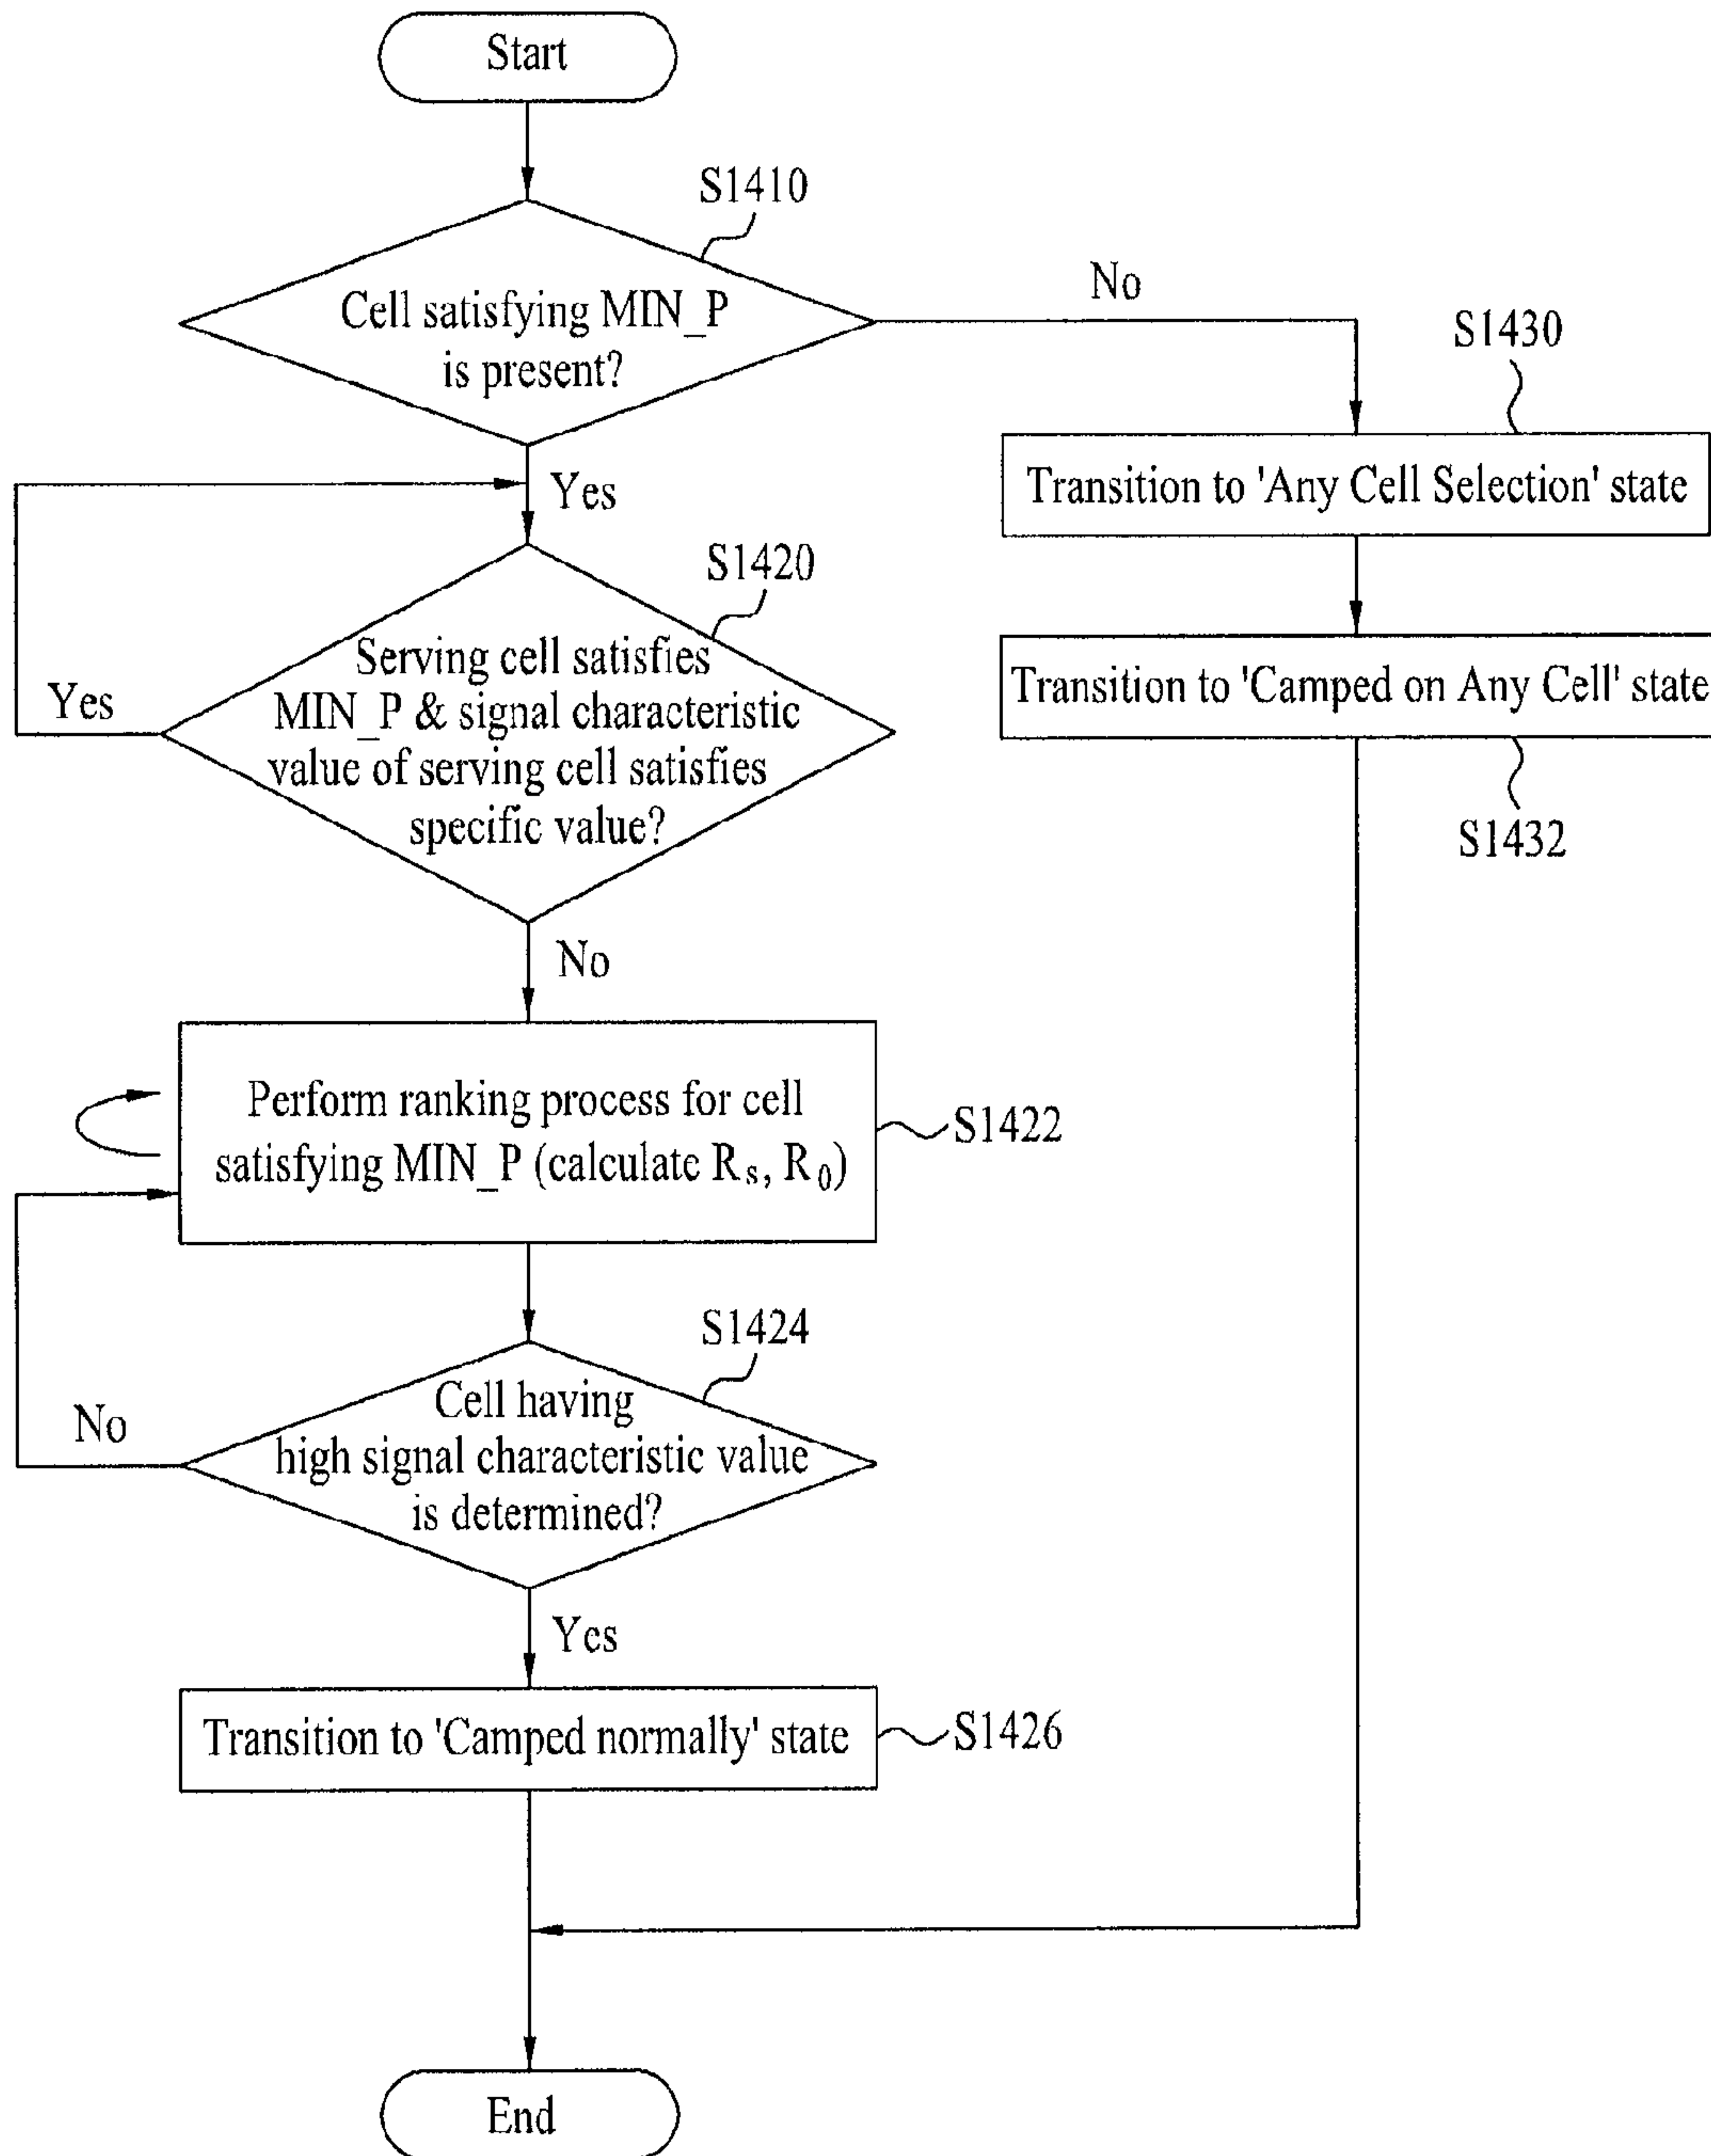 Start
S1410
Cell satisfying MIN_P
is present?
No
S1430
Yes
Transition to 'Any Cell Selection' state
S1420
Serving cell satisfies
MIN_P & signal characteristic
value of serving cell satisfies
specific value?
Yes
Transition to 'Camped on Any Cell' state
S1432
No
Perform ranking process for cell
satisfying MIN_P (calculate Rs, R0)
S1422
S1424
Cell having
high signal characteristic value
is determined?
No
Yes
Transition to 'Camped normally' state
S1426
End